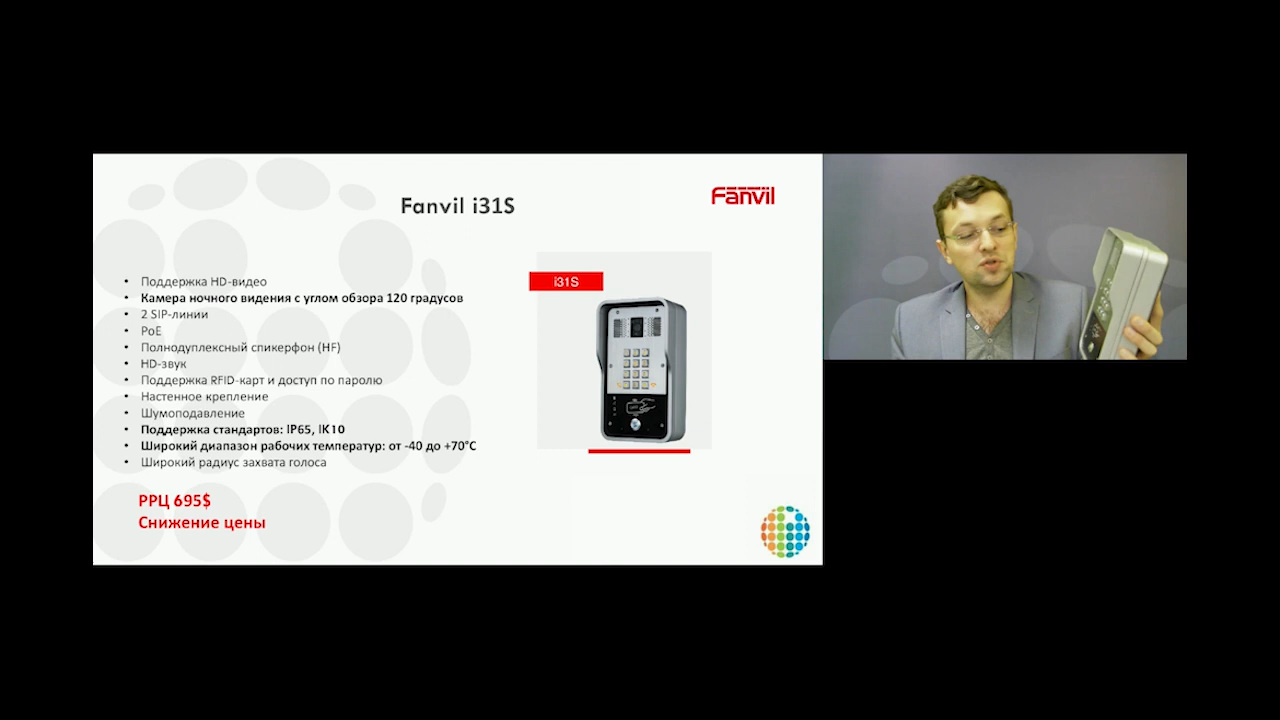 Fanvil i31S
Fanvil
• Поддержка HD-видео
• Камера ночного видения с углом обзора 120 градусов
• 2 SIP-линии
• PoE
• Полнодуплексный спикерфон (HF)
• HD-звук
• Поддержка RFID-карт и доступ по паролю
• Настенное крепление
• Шумоподавление
• Поддержка стандартов: IP65, IK10
• Широкий диапазон рабочих температур: от -40 до +70°C
• Широкий радиус захвата голоса
РРЦ 695$
Снижение цены
i31S